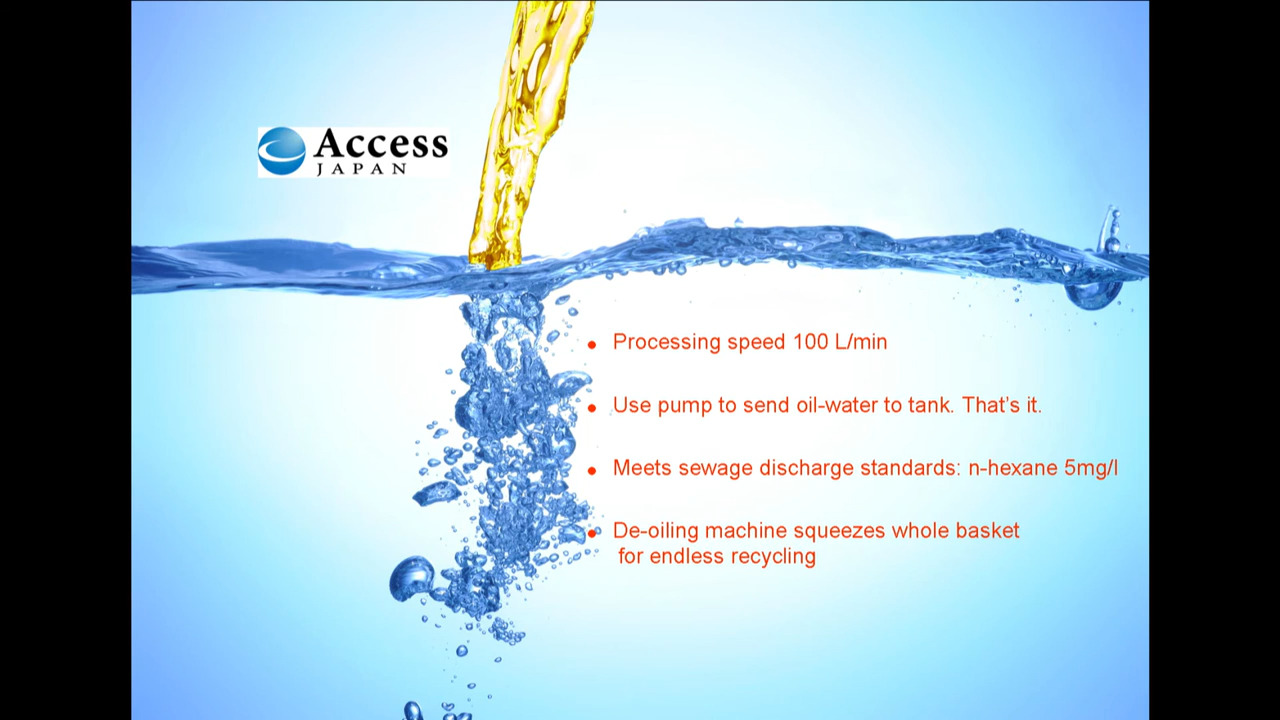 Access
JAPAN
• Processing speed 100 L/min
• Use pump to send oil-water to tank. That's it.
• Meets sewage discharge standards: n-hexane 5mg/l
• De-oiling machine squeezes whole basket
for endless recycling